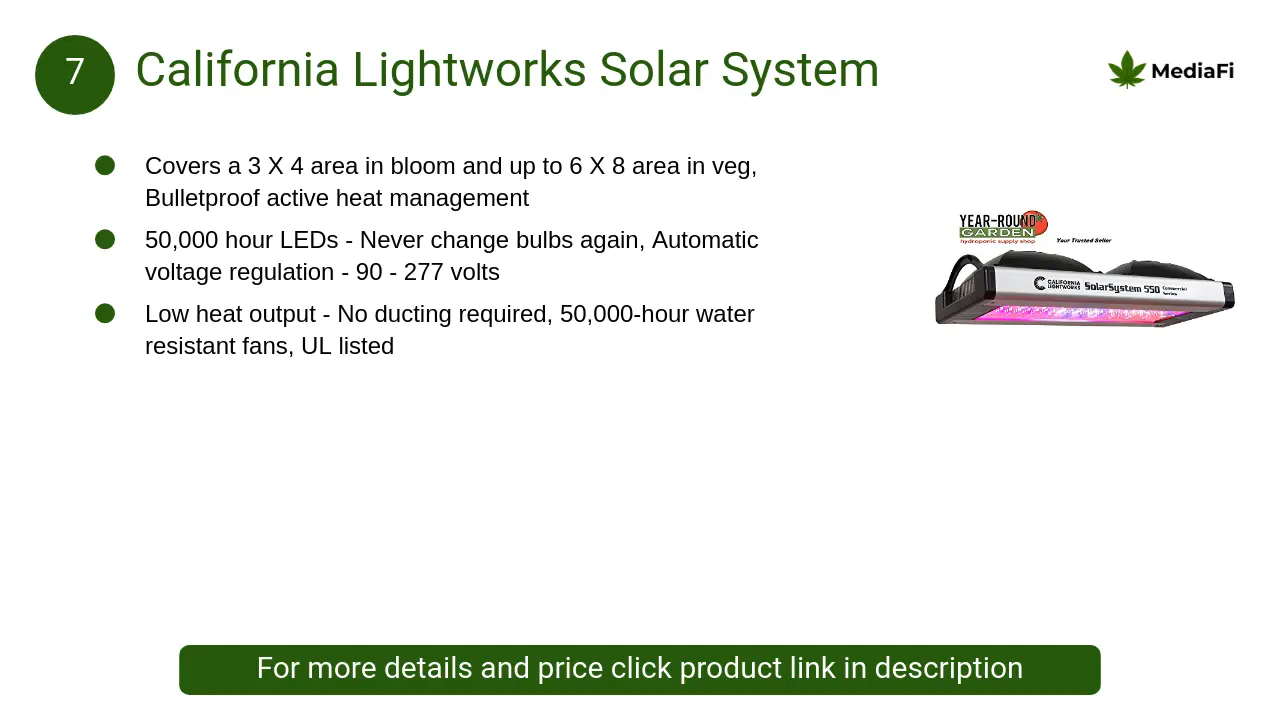 7
California Lightworks Solar System
MediaFi
Covers a 3 X 4 area in bloom and up to 6 X 8 area in veg,
Bulletproof active heat management
50,000 hour LEDs - Never change bulbs again, Automatic
voltage regulation - 90 - 277 volts
Low heat output - No ducting required, 50,000-hour water
resistant fans, UL listed
YEAR-ROUND
GARDEN
hydroponic supply shop
Your Trusted Seller
CALIFORNIA
LIGHTWORKS
SolarSystem 550
Commercial
Series
For more details and price click product link in description